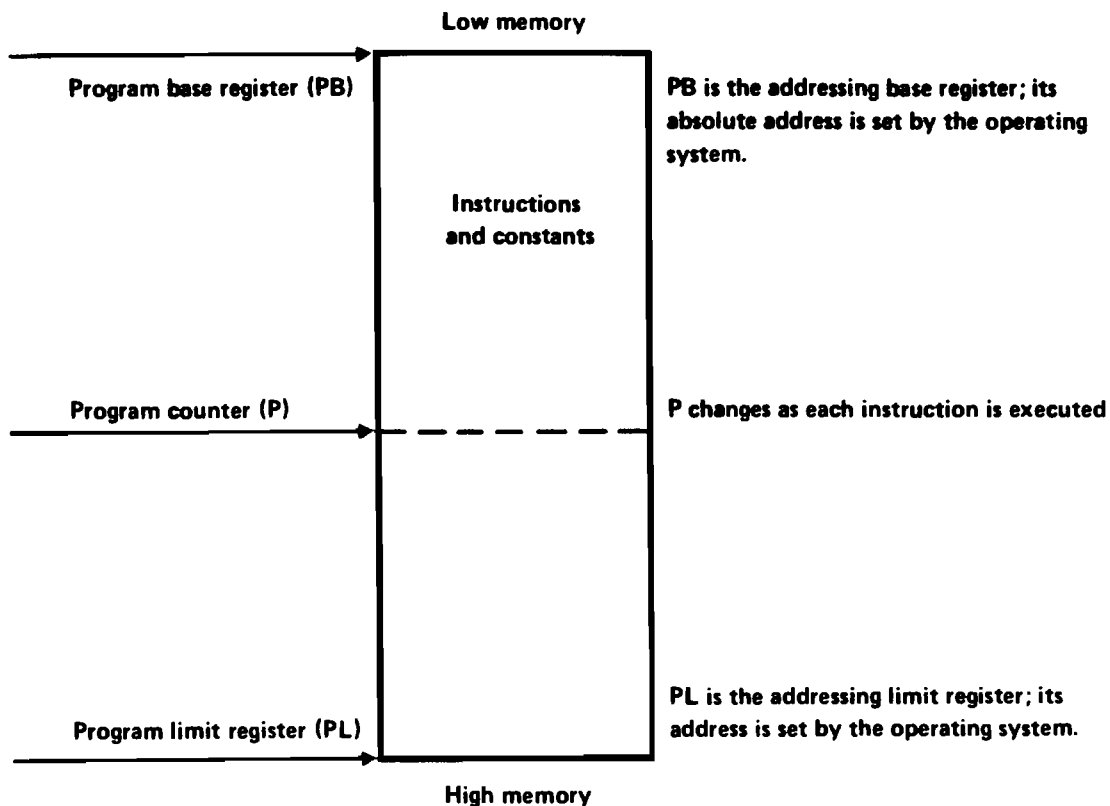 Low memory
Program base register (PB)
PB is the addressing base register; its
absolute address is set by the operating
system.
Instructions
and constants
Program counter (P)
P changes as each instruction is executed
Program limit register (PL)
PL is the addressing limit register; its
address is set by the operating system.
High memory